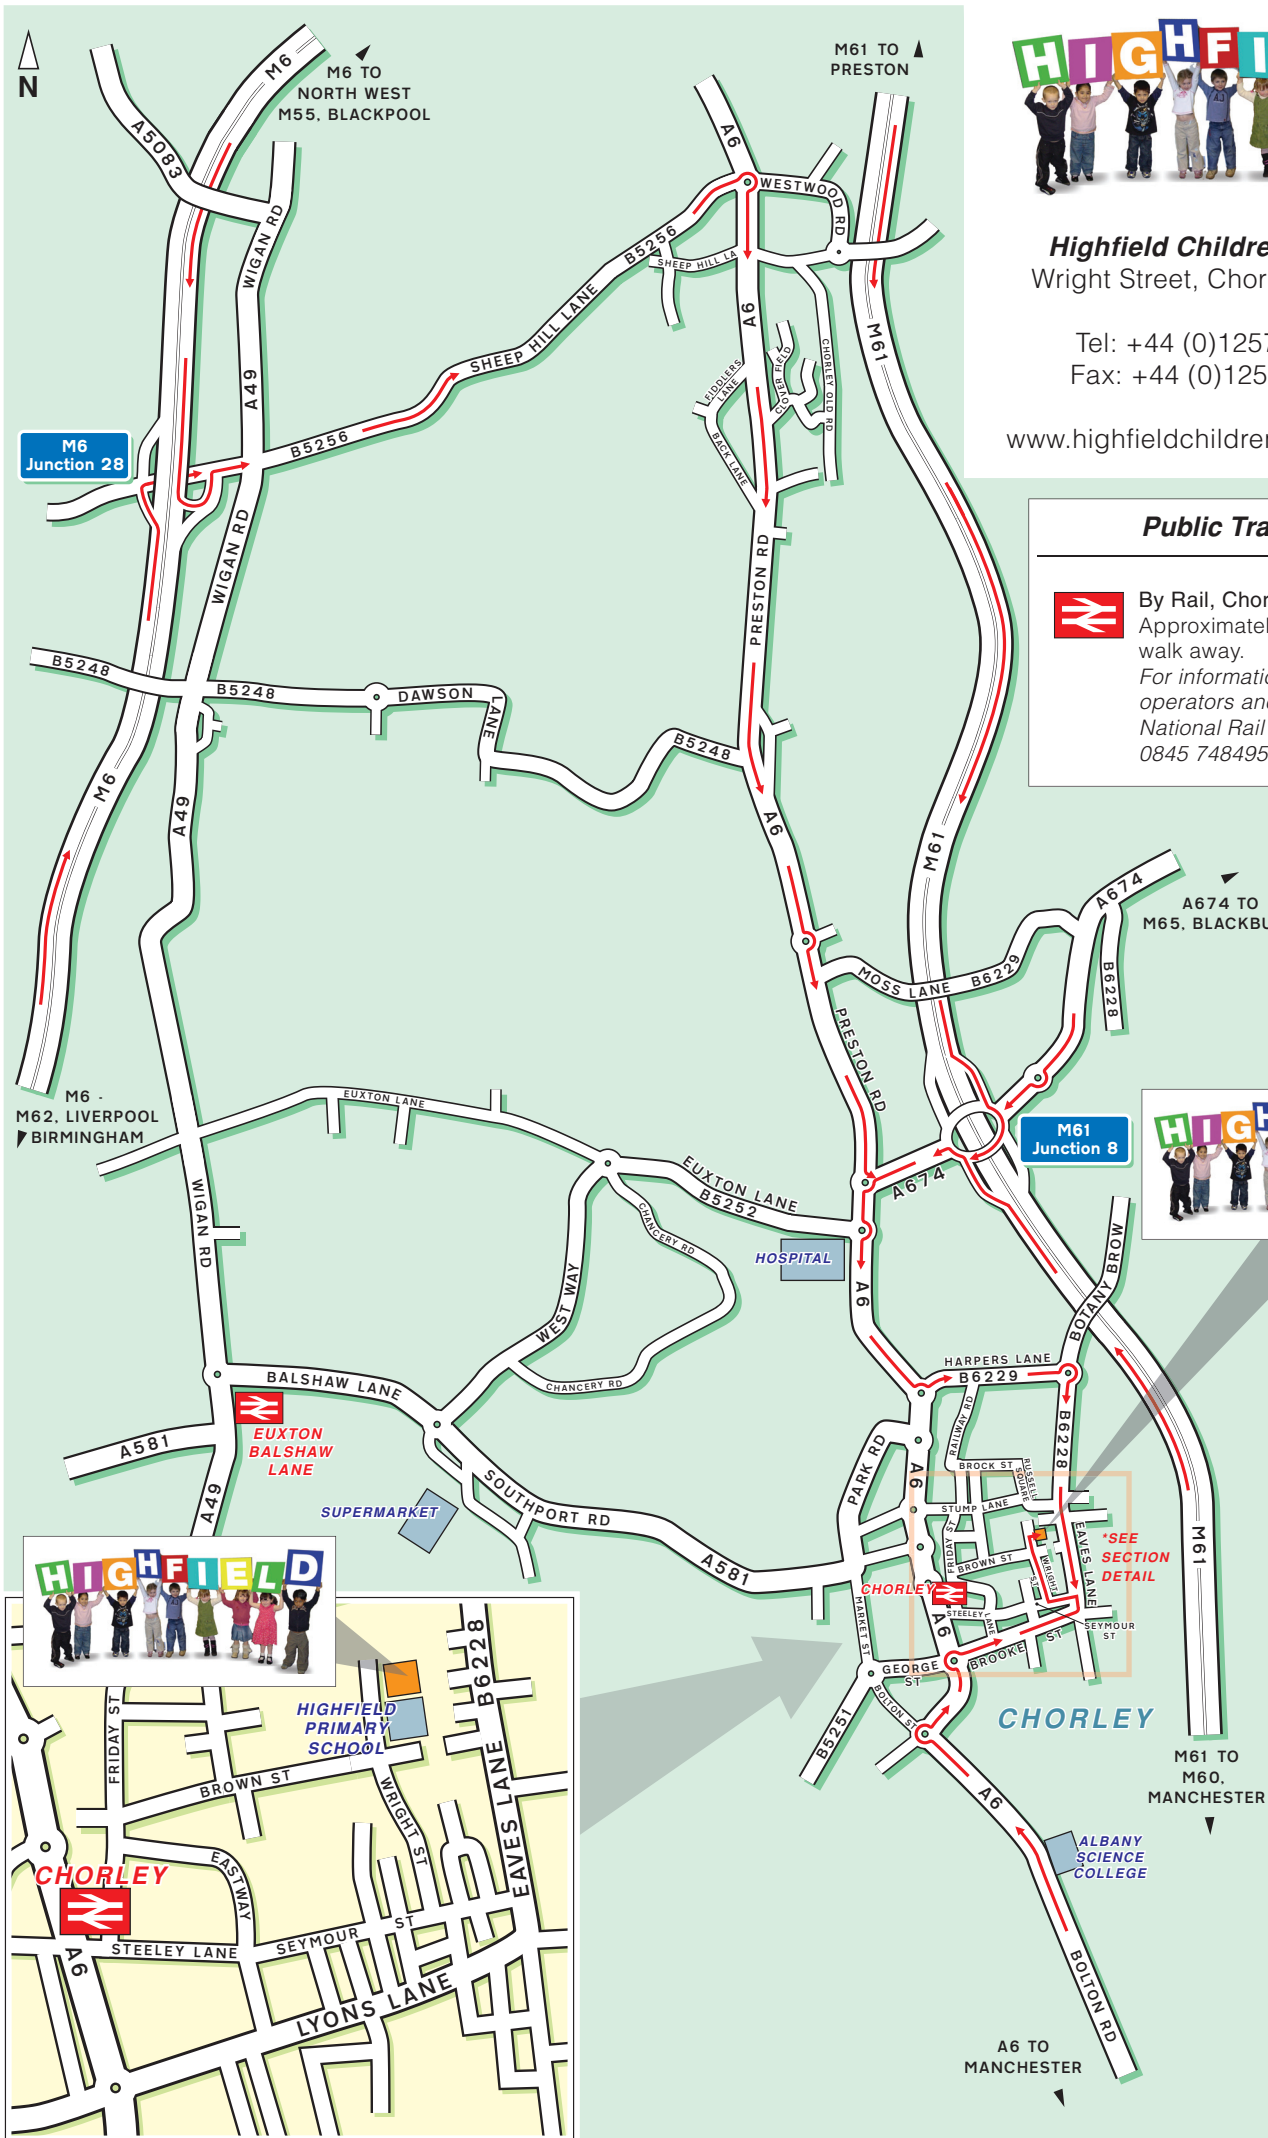 N
M6
M6 TO
NORTH WEST
M55, BLACKPOOL
A5083
WIGAN RD
A49
M6
Junction 28
B5256
SHEEP HILL LANE
B5256
SHEEP HILL LA
A6
WESTWOOD RD
M61 TO
PRESTON
A6
M61
FIDDLERS
LANE
CLOVER FIELD
CHORLEY OLD RD
BACK LANE
PRESTON RD
WIGAN RD
B5248
B5248
DAWSON
LANE
B5248
M6
A49
A6
M61
HIGHFI
Highfield Childre
Wright Street, Chor
Tel: +44 (0)1257
Fax: +44 (0)125
www.highfieldchildren
Public Tra
By Rail, Chor
Approximatel
walk away.
For informatio
operators and
National Rail
0845 748495
A674
A674 TO
M65, BLACKBU
B6228
MOSS LANE
B6229
PRESTON RD
M6 -
M62, LIVERPOOL
BIRMINGHAM
EUXTON LANE
M61
Junction 8
A674
HIGH
EUXTON LANE
B5252
CHANCERY RD
WIGAN RD
HOSPITAL
A6
WEST WAY
BOTANY BROW
HARPERS LANE
B6229
BALSHAW LANE
CHANCERY RD
EUXTON
BALSHAW
LANE
A581
A49
SUPERMARKET
SOUTHPORT RD
A581
PARK RD
A6
RAILWAY RD
B6228
BROCK ST
RUSSELL
SQUARE
STUMP LANE
FRIDAY ST
BROWN ST
WRIGHT
ST
EAVES LANE
*SEE
SECTION
DETAIL
M61
CHORLEY
MARKET ST
A6
STEELEY
LANE
SEYMOUR
ST
GEORGE
ST
BROOKE
ST
BOLTON ST
B5251
CHORLEY
M61 TO
M60,
MANCHESTER
A6
ALBANY
SCIENCE
COLLEGE
BOLTON RD
A6 TO
MANCHESTER
HIGHFIELD
B6228
HIGHFIELD
PRIMARY
SCHOOL
FRIDAY ST
BROWN ST
WRIGHT ST
EAVES LANE
EASTWAY
CHORLEY
A6
STEELEY LANE
SEYMOUR
ST
LYONS LANE